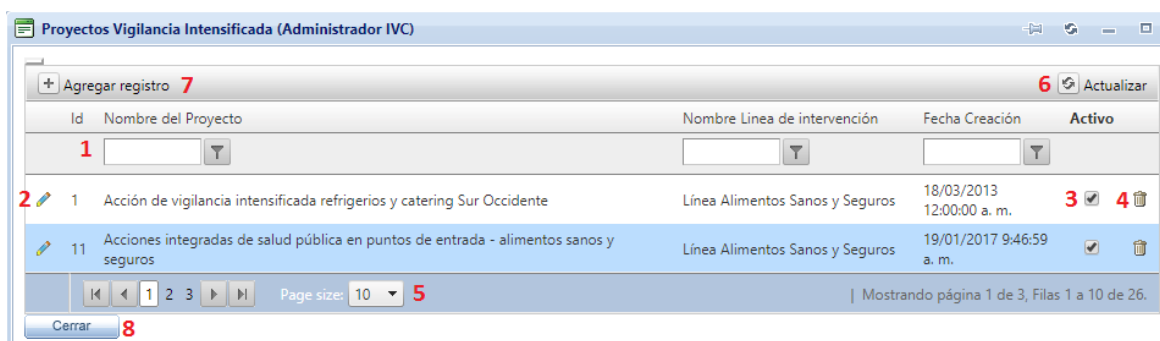 Proyectos Vigilancia Intensificada (Administrador IVC)
+ Agregar registro 7 6 Actualizar
Id Nombre del Proyecto Nombre Linea de intervención Fecha Creación Activo
1
2 1 Acción de vigilancia intensificada refrigerios y catering Sur Occidente Línea Alimentos Sanos y Seguros 18/03/2013 3 4
12:00:00 a. m.
11 Acciones integradas de salud pública en puntos de entrada - alimentos sanos y Línea Alimentos Sanos y Seguros 19/01/2017 9:46:59
seguros a. m.
1 2 3 Page size: 10 5 | Mostrando página 1 de 3, Filas 1 a 10 de 26.
Cerrar 8